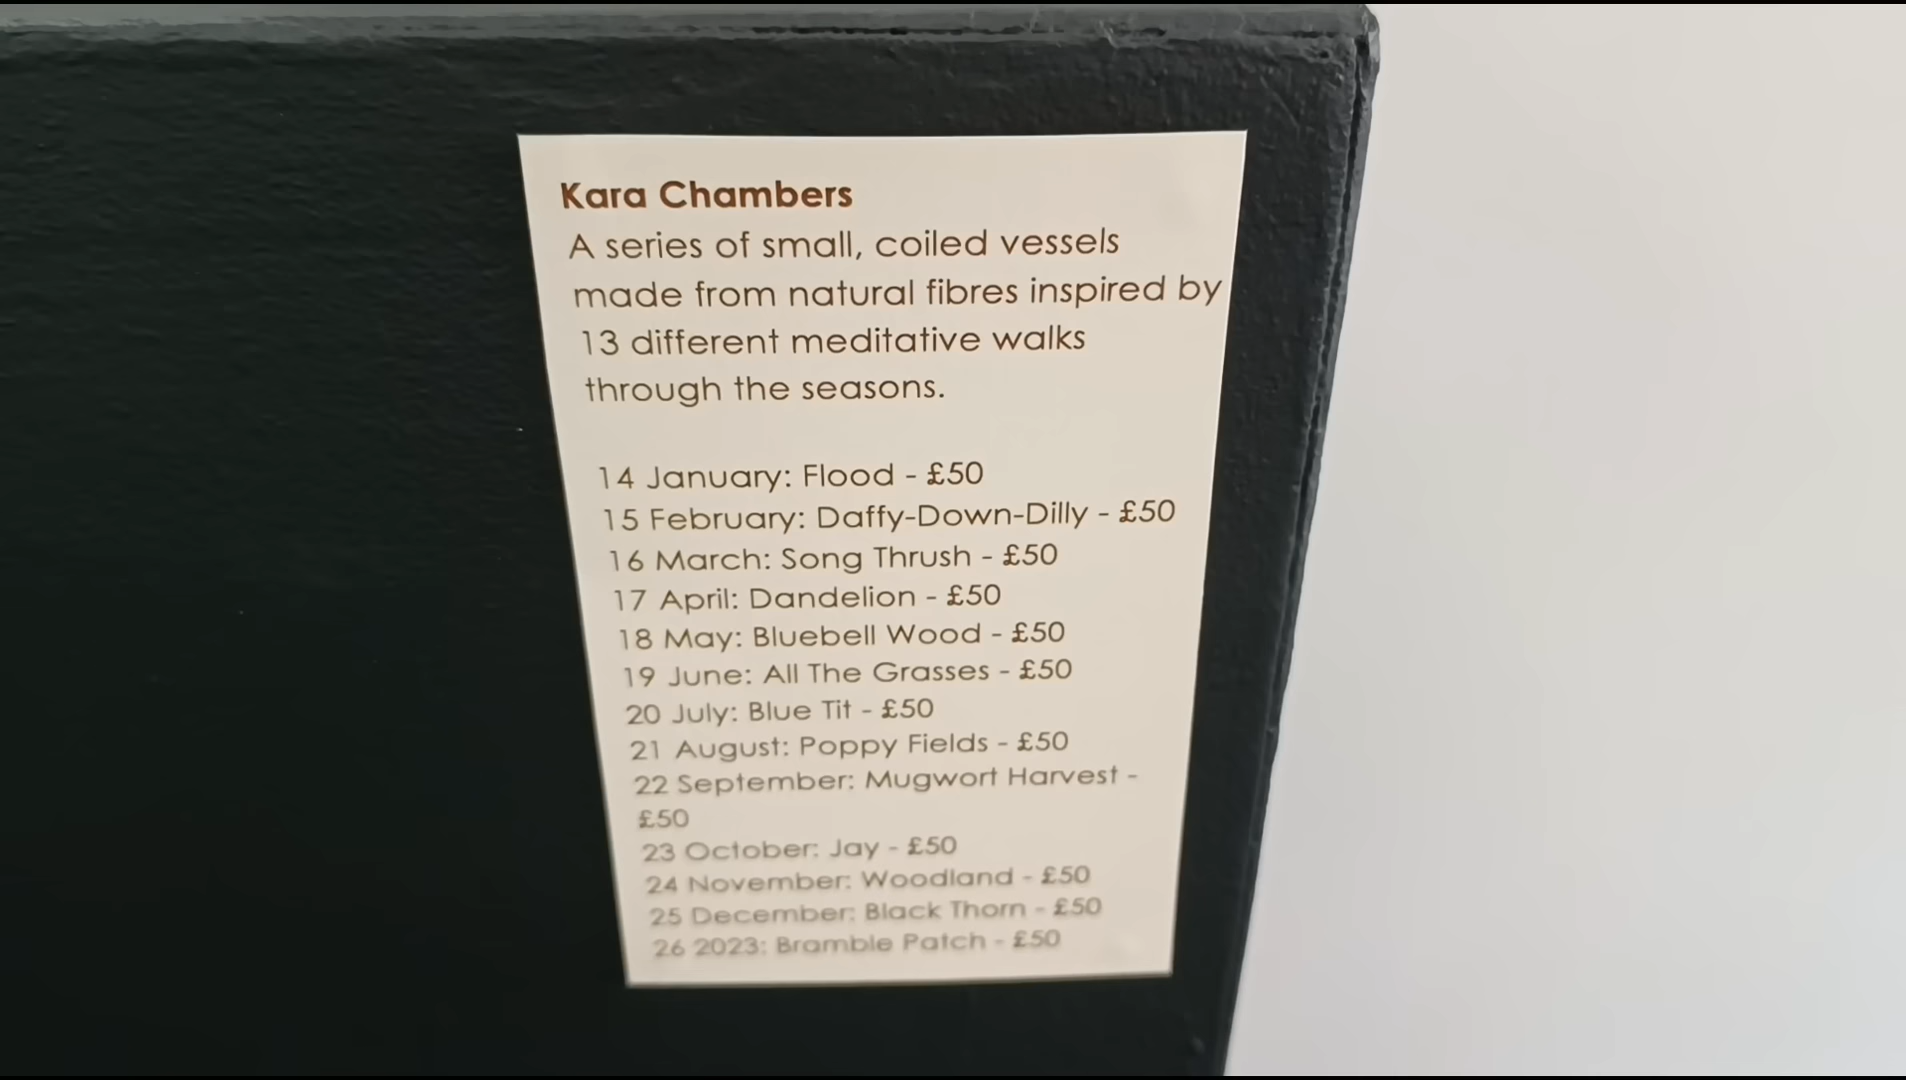 Kara Chambers
A series of small, coiled vessels
made from natural fibres inspired by
13 different meditative walks
through the seasons.
14 January: Flood - £50
15 February: Daffy-Down-Dilly - £50
16 March: Song Thrush - £50
17 April: Dandelion - £50
18 May: Bluebell Wood - £50
19 June: All The Grasses - £50
20 July: Blue Tit - £50
21 August: Poppy Fields - £50
22 September: Mugwort Harvest -
£50
23 October: Jay - £50
24 November: Woodland - £50
25 December: Black Thorn - £50
26 2023: Bramble Patch - £50